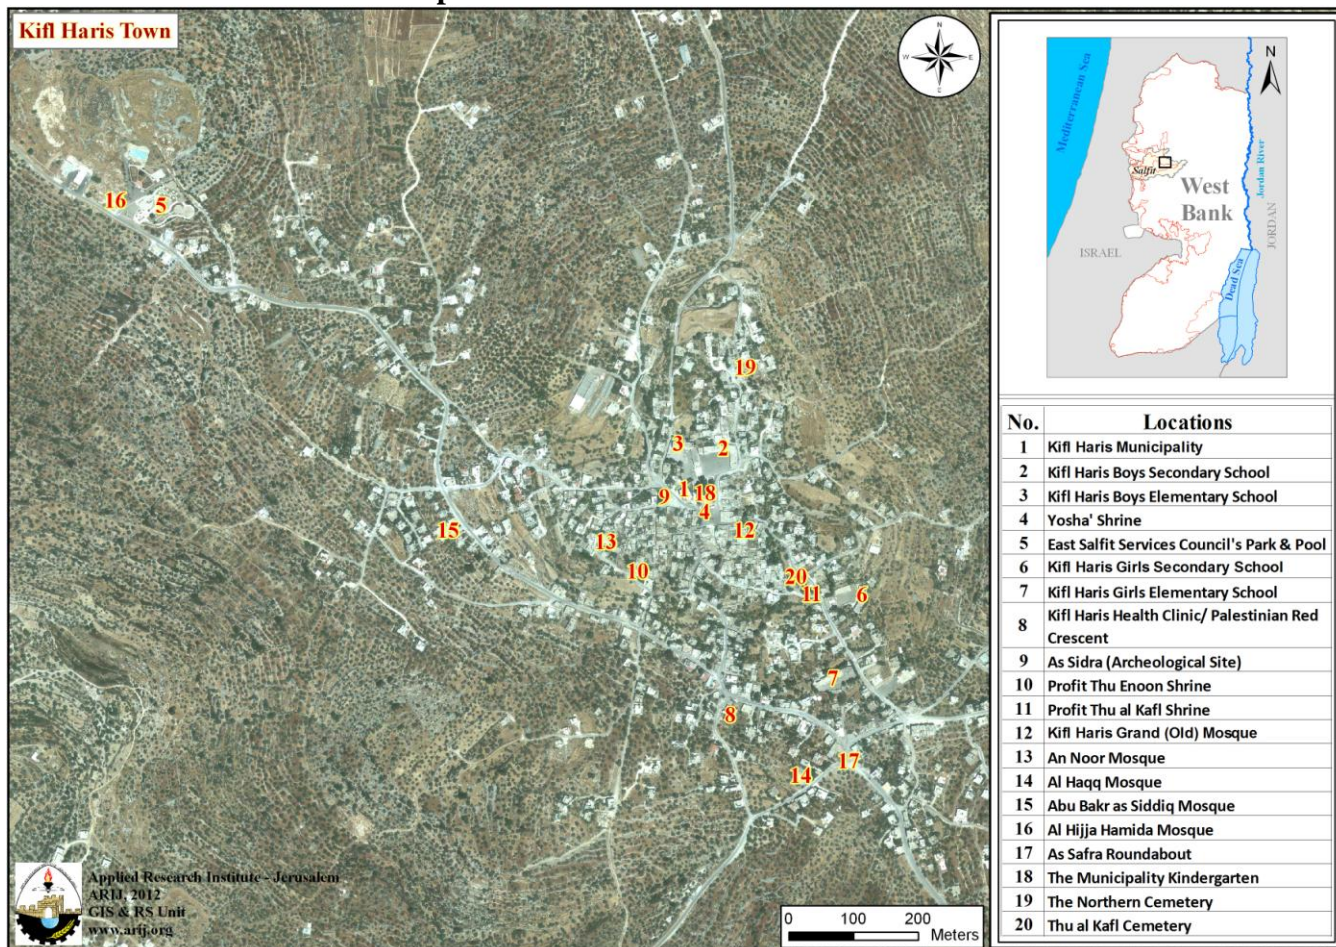 Kifl Haris Town
N
W E
S
16
5
19
3
2
1
18
9
4
15
12
13
10
20
11
6
7
8
17
14
Applied Research Institute - Jerusalem
ARIJ, 2012
GIS & RS Unit
www.arij.org
0 100 200
Meters
N
Mediterranean Sea
Salfit
West
Bank
Jordan River
JORDAN
ISRAEL
Dead Sea
No. Locations
1 Kifl Haris Municipality
2 Kifl Haris Boys Secondary School
3 Kifl Haris Boys Elementary School
4 Yosha' Shrine
5 East Salfit Services Council's Park & Pool
6 Kifl Haris Girls Secondary School
7 Kifl Haris Girls Elementary School
8 Kifl Haris Health Clinic/ Palestinian Red
Crescent
9 As Sidra (Archeological Site)
10 Profit Thu Enoon Shrine
11 Profit Thu al Kafl Shrine
12 Kifl Haris Grand (Old) Mosque
13 An Noor Mosque
14 Al Haqq Mosque
15 Abu Bakr as Siddiq Mosque
16 Al Hijja Hamida Mosque
17 As Safra Roundabout
18 The Municipality Kindergarten
19 The Northern Cemetery
20 Thu al Kafl Cemetery